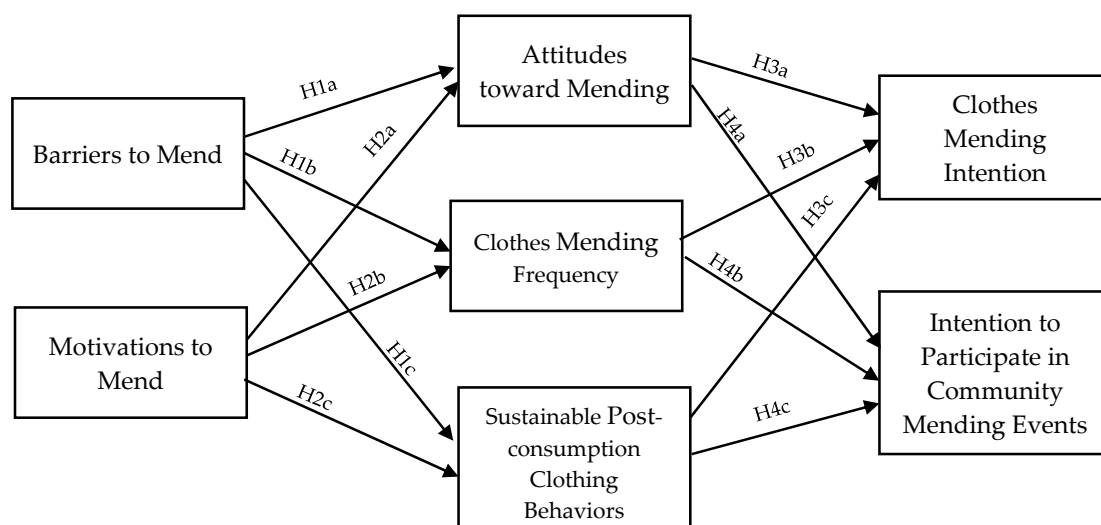 Barriers to Mend
Motivations to
Mend
H1a
H1b
H1c
H2a
H2b
H2c
Attitudes
toward Mending
Clothes Mending
Frequency
Sustainable Post-
consumption
Clothing
Behaviors
H3a
H3b
H3c
H4a
H4b
H4c
Clothes
Mending
Intention
Intention to
Participate in
Community
Mending Events